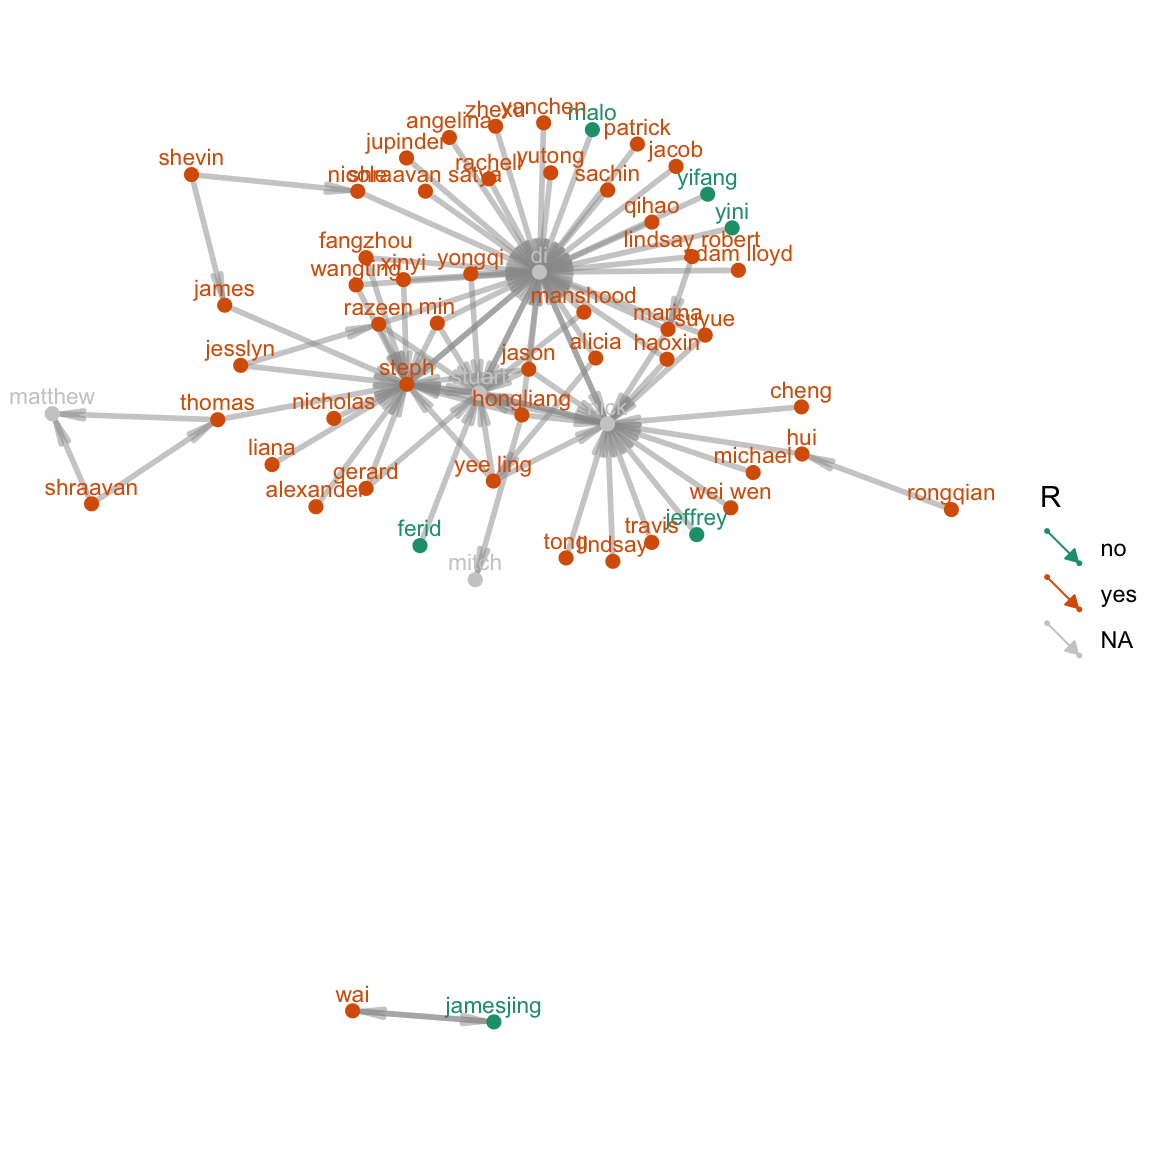 zhexu
yanchen
malo
angelina
patrick
jupinder
jacob
shevin
rachell
yutong
nicole
shraavan satya
sachin
yifang
qihao
yini
fangzhou
lindsay robert
di
adam lloyd
wangting
xinyi
yongqi
james
manshood
razeen
min
marina
suyue
jesslyn
jason
alicia
haoxin
steph
stuart
matthew
thomas
nicholas
hongliang
nick
cheng
liana
hui
shraavan
gerard
yee ling
michael
alexander
wei wen
rongqian
R
ferid
travis
jeffrey
mitch
tong
lindsay
no
yes
NA
wai
jamesjing